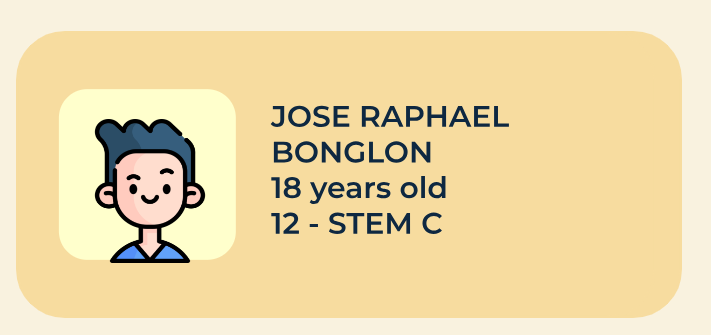 JOSE RAPHAEL
BONGLON
18 years old
12 - STEM C